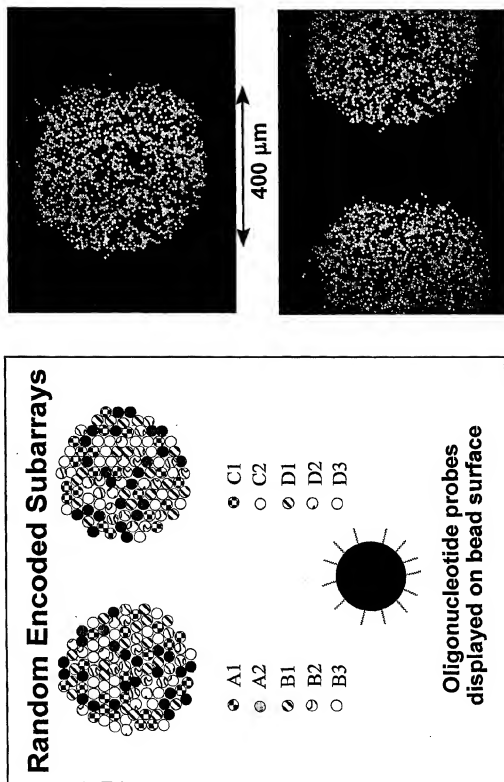 Random Encoded Subarrays
A1
A2
B1
B2
B3
C1
C2
D1
D2
D3
Oligonucleotide probes
displayed on bead surface
400 μm